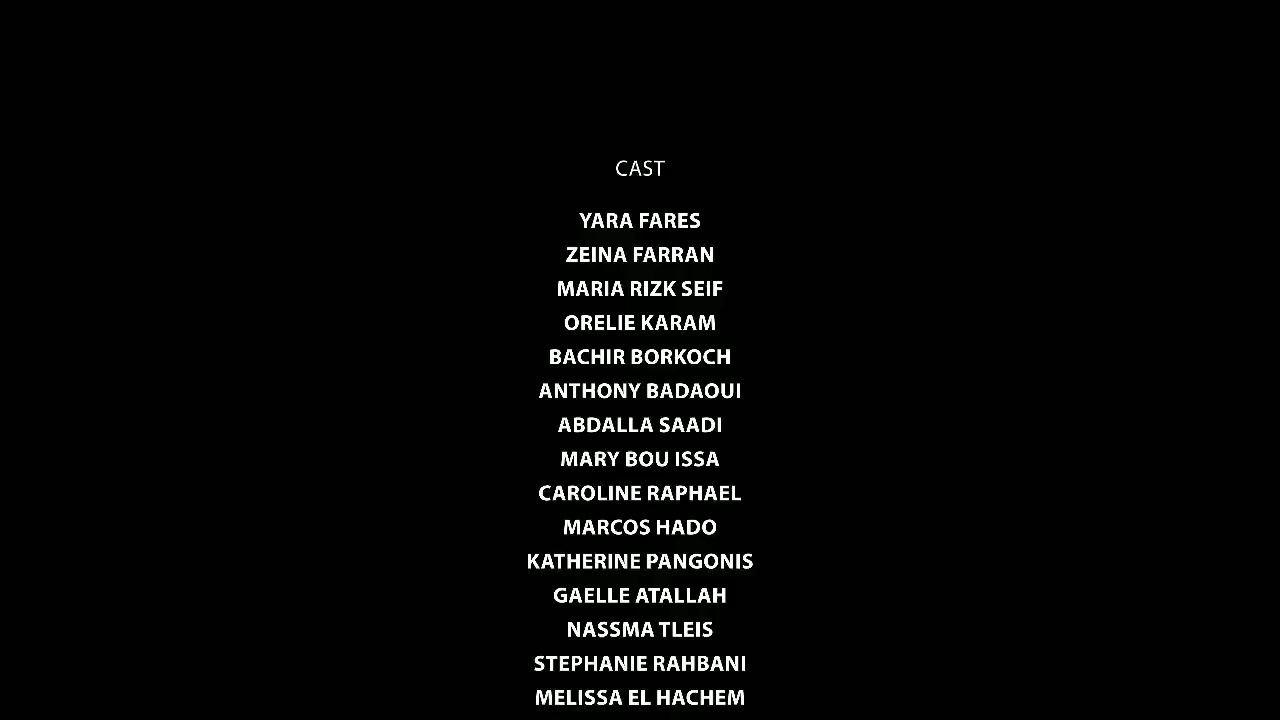 CAST
YARA FARES
ZEINA FARRAN
MARIA RIZK SEIF
ORELIE KARAM
BACHIR BORKOCH
ANTHONY BADAOUI
ABDALLA SAADI
MARY BOU ISSA
CAROLINE RAPHAEL
MARCOS HADO
KATHERINE PANGONIS
GAELLE ATALLAH
NASSMA TLEIS
STEPHANIE RAHBANI
MELISSA EL HACHEM